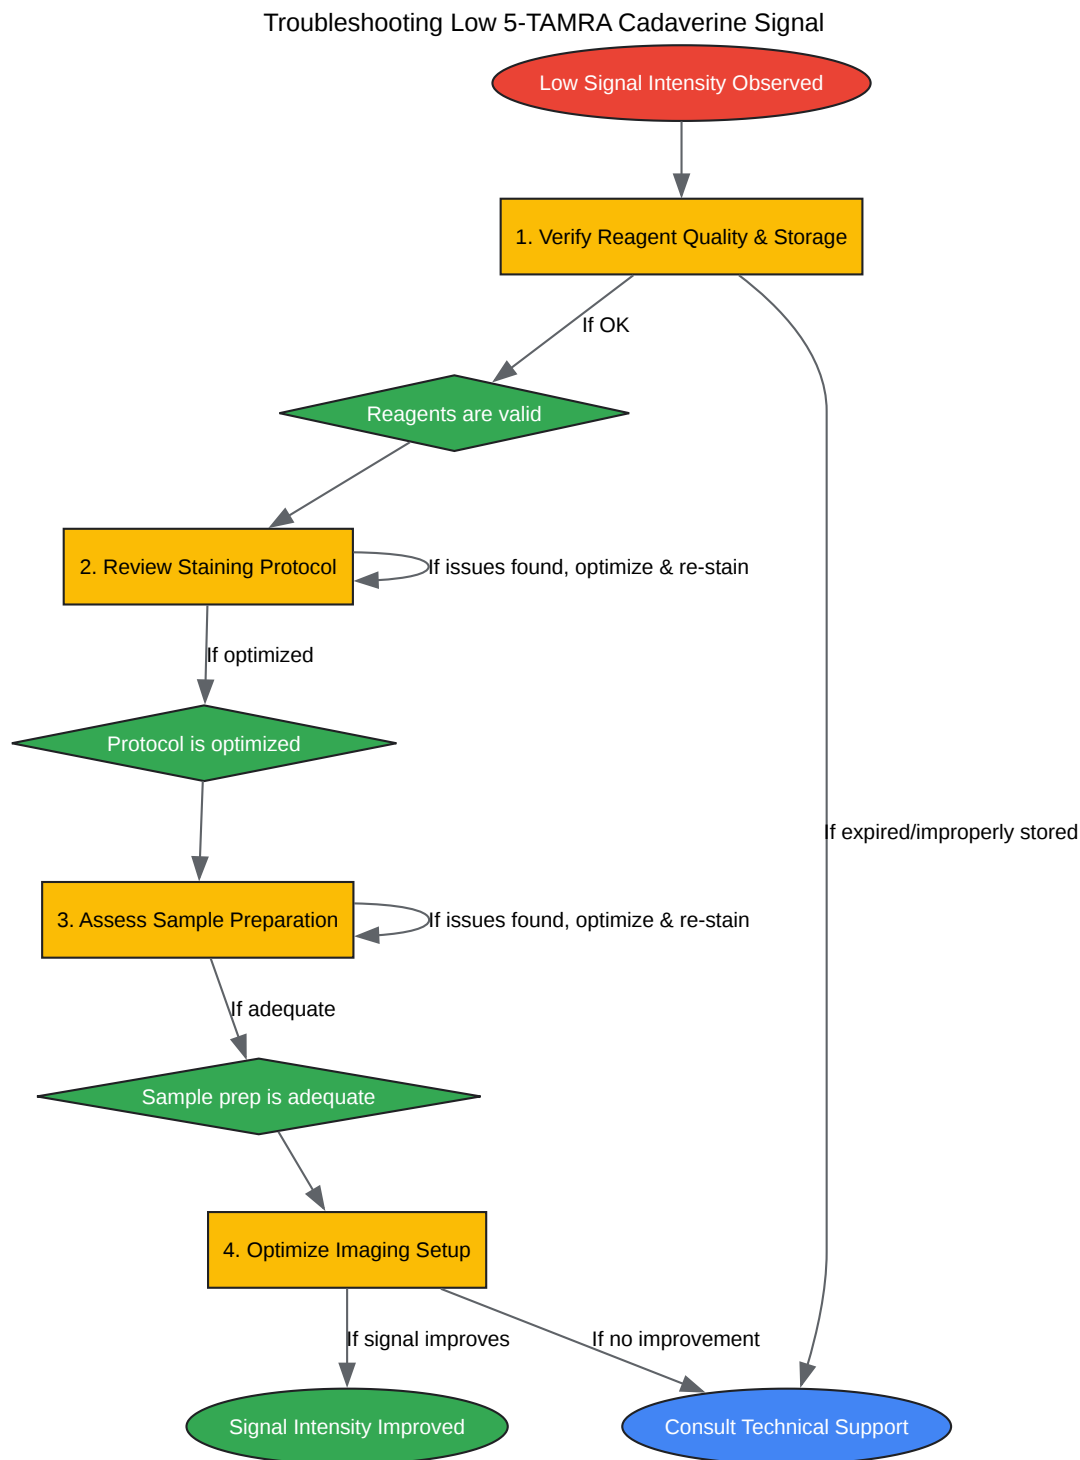 Troubleshooting Low 5-TAMRA Cadaverine Signal
Low Signal Intensity Observed
1. Verify Reagent Quality & Storage
If OK
Reagents are valid
2. Review Staining Protocol
If issues found, optimize & re-stain
If optimized
Protocol is optimized
If expired/improperly stored
3. Assess Sample Preparation
If issues found, optimize & re-stain
If adequate
Sample prep is adequate
4. Optimize Imaging Setup
If signal improves
If no improvement
Signal Intensity Improved
Consult Technical Support